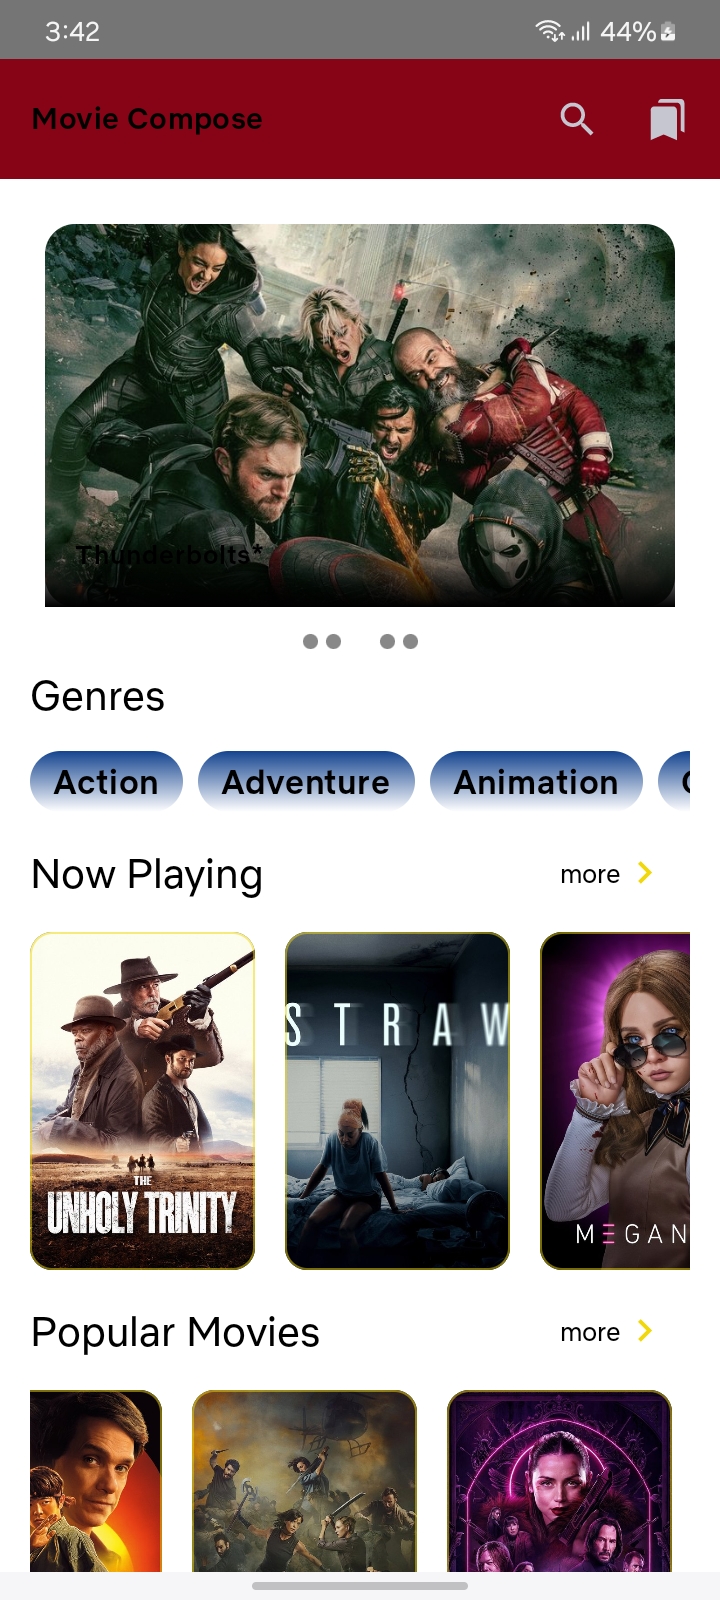 3:42 44%
Movie Compose
Thunderbolts*
Genres
Action Adventure Animation
Now Playing more
THE
UNHOLY TRINITY
STRAW
MEGAN
Popular Movies more